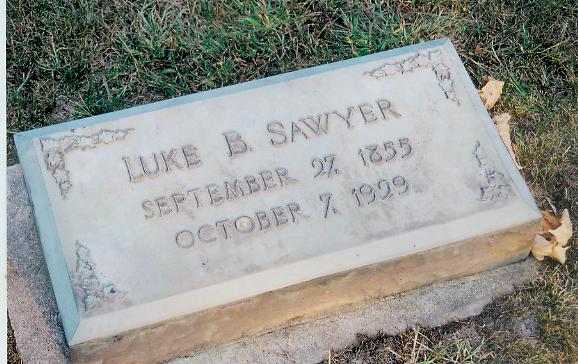 LUKE B. SAWYER
SEPTEMBER 27, 1855
OCTOBER 7, 1929